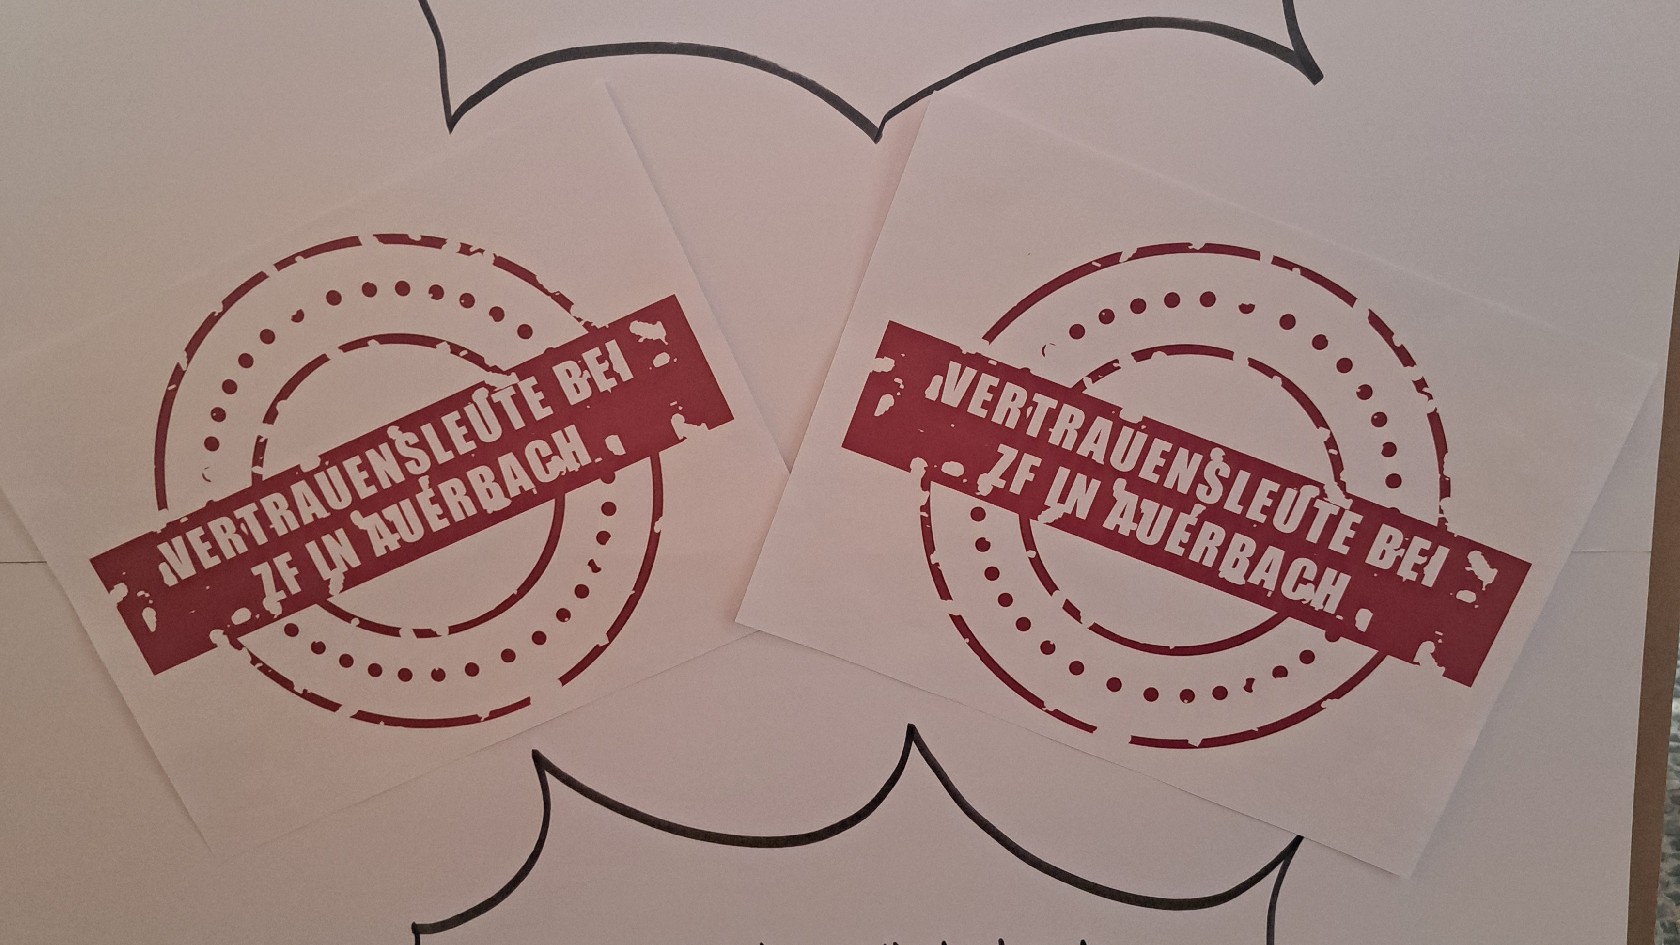 VERTRAUENSLEUTE BEI
ZF IN AUERBACH
VERTRAUENSLEUTE BEI
ZF IN AUERBACH